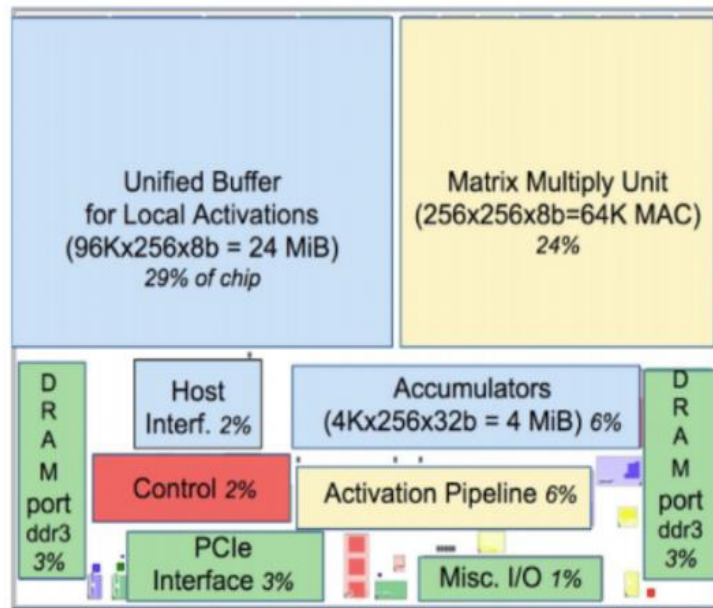 Unified Buffer
for Local Activations
(96Kx256x8b = 24 MiB)
29% of chip
Matrix Multiply Unit
(256x256x8b=64K MAC)
24%
D
R
A
M
port
ddr3
3%
Host
Interf. 2%
Accumulators
(4Kx256x32b = 4 MiB) 6%
D
R
A
M
port
ddr3
3%
Control 2%
Activation Pipeline 6%
PCIe
Interface 3%
Misc. I/O 1%